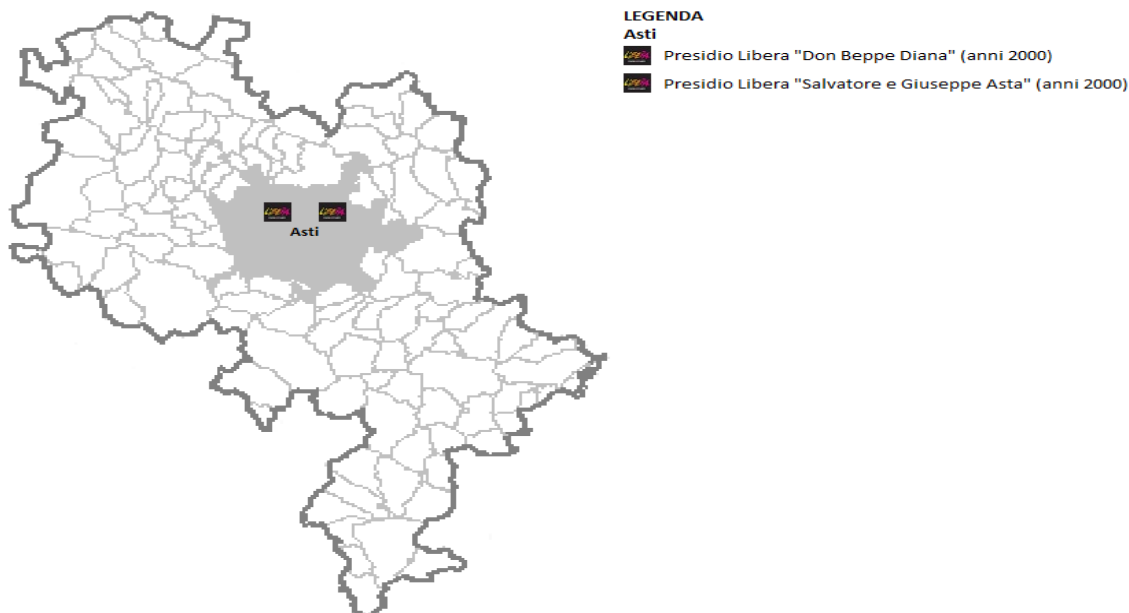 LEGENDA
Asti
Presidio Libera "Don Beppe Diana" (anni 2000)
Presidio Libera "Salvatore e Giuseppe Asta" (anni 2000)
Asti